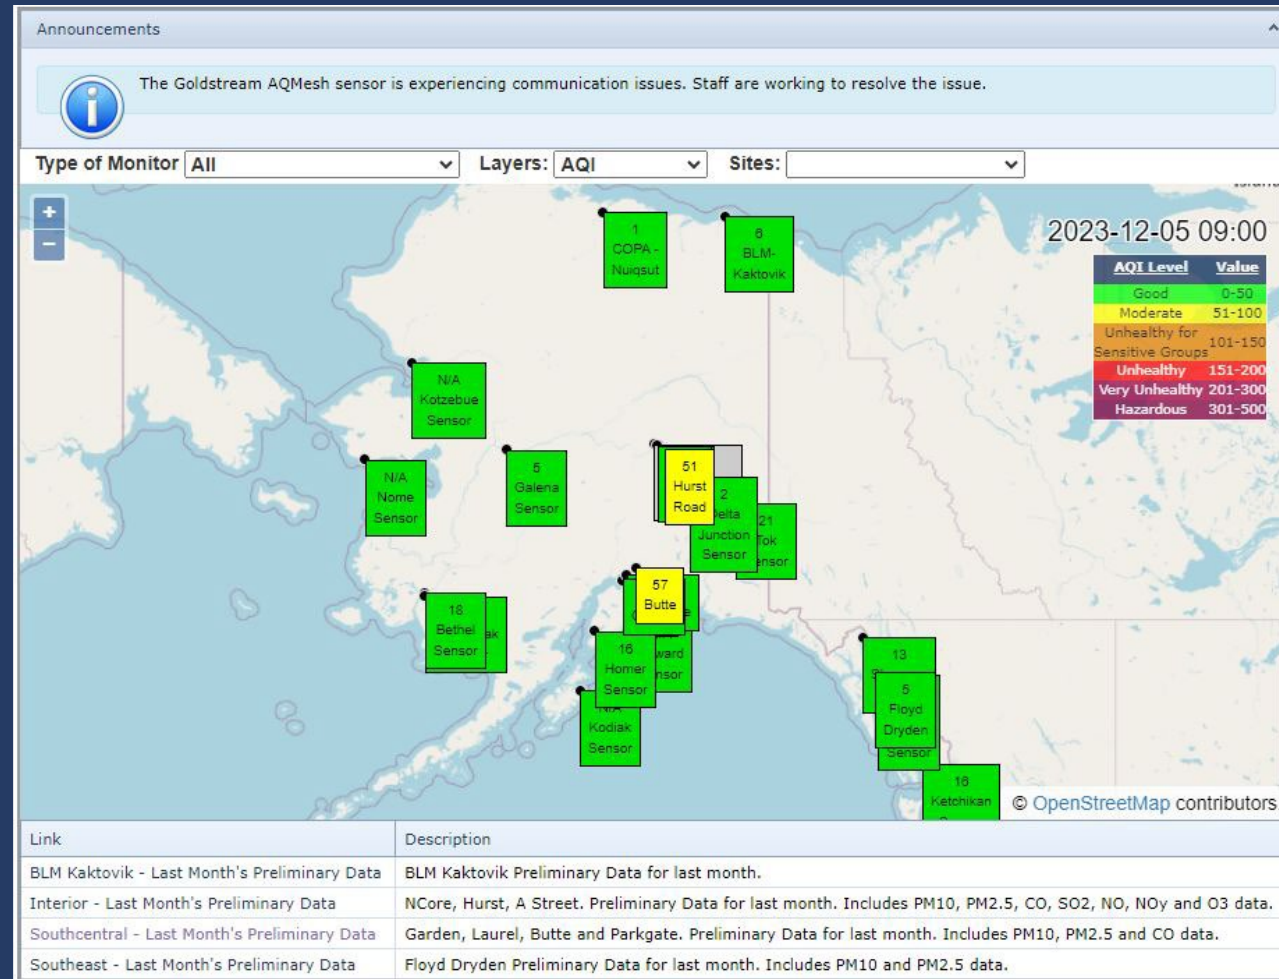 Announcements
The Goldstream AQMesh sensor is experiencing communication issues. Staff are working to resolve the issue.
Type of Monitor All Layers: AQI Sites:
+
−
2023-12-05 09:00
AQI Level Value
Good 0-50
Moderate 51-100
Unhealthy for
Sensitive Groups 101-150
Unhealthy 151-200
Very Unhealthy 201-300
Hazardous 301-500
1
COPA -
Nuiqsut
6
BLM-
Kaktovik
N/A
Kotzebue
Sensor
N/A
Nome
Sensor
5
Galena
Sensor
51
Hurst
Road
2
Junction
Sensor
21
Tok
57
Butte
18
Bethel
Sensor
16
Homer
Sensor
N/A
Kodiak
Sensor
13
5
Floyd
Dryden
Sensor
16
Ketchikan
© OpenStreetMap contributors
Link Description
BLM Kaktovik - Last Month's Preliminary Data BLM Kaktovik Preliminary Data for last month.
Interior - Last Month's Preliminary Data NCore, Hurst, A Street. Preliminary Data for last month. Includes PM10, PM2.5, CO, SO2, NO, NOy and O3 data.
Southcentral - Last Month's Preliminary Data Garden, Laurel, Butte and Parkgate. Preliminary Data for last month. Includes PM10, PM2.5 and CO data.
Southeast - Last Month's Preliminary Data Floyd Dryden Preliminary Data for last month. Includes PM10 and PM2.5 data.